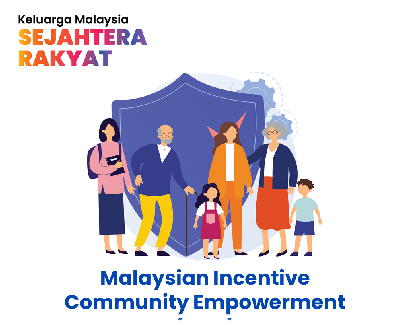 Keluarga Malaysia
SEJAHTERA
RAKYAT
Malaysian Incentive
Community Empowerment